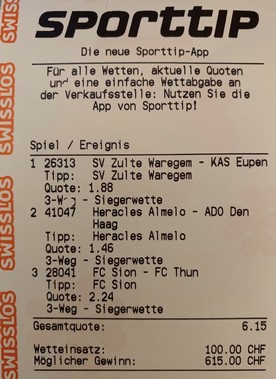 sporttip
Die neue Sporttip-App
Für alle Wetten, aktuelle Quoten
und eine einfache Wettabgabe an
der Verkaufsstelle: Nutzen Sie die
App von Sporttip!
Spiel / Ereignis
1 26313 SV Zulte Waregem - KAS Eupen
Tipp: SV Zulte Waregem
Quote: 1.88
3-Weg - Siegerwette
2 41047 Heracles Almelo - ADO Den
Haag
Tipp: Heracles Almelo
Quote: 1.46
3-Weg - Siegerwette
3 28041 FC Sion - FC Thun
Tipp: FC Sion
Quote: 2.24
3-Weg - Siegerwette
Gesamtquote: 6.15
Wetteinsatz: 100.00 CHF
Möglicher Gewinn: 615.00 CHF
SWISSLOS
SWISSLOS
SWISSLOS